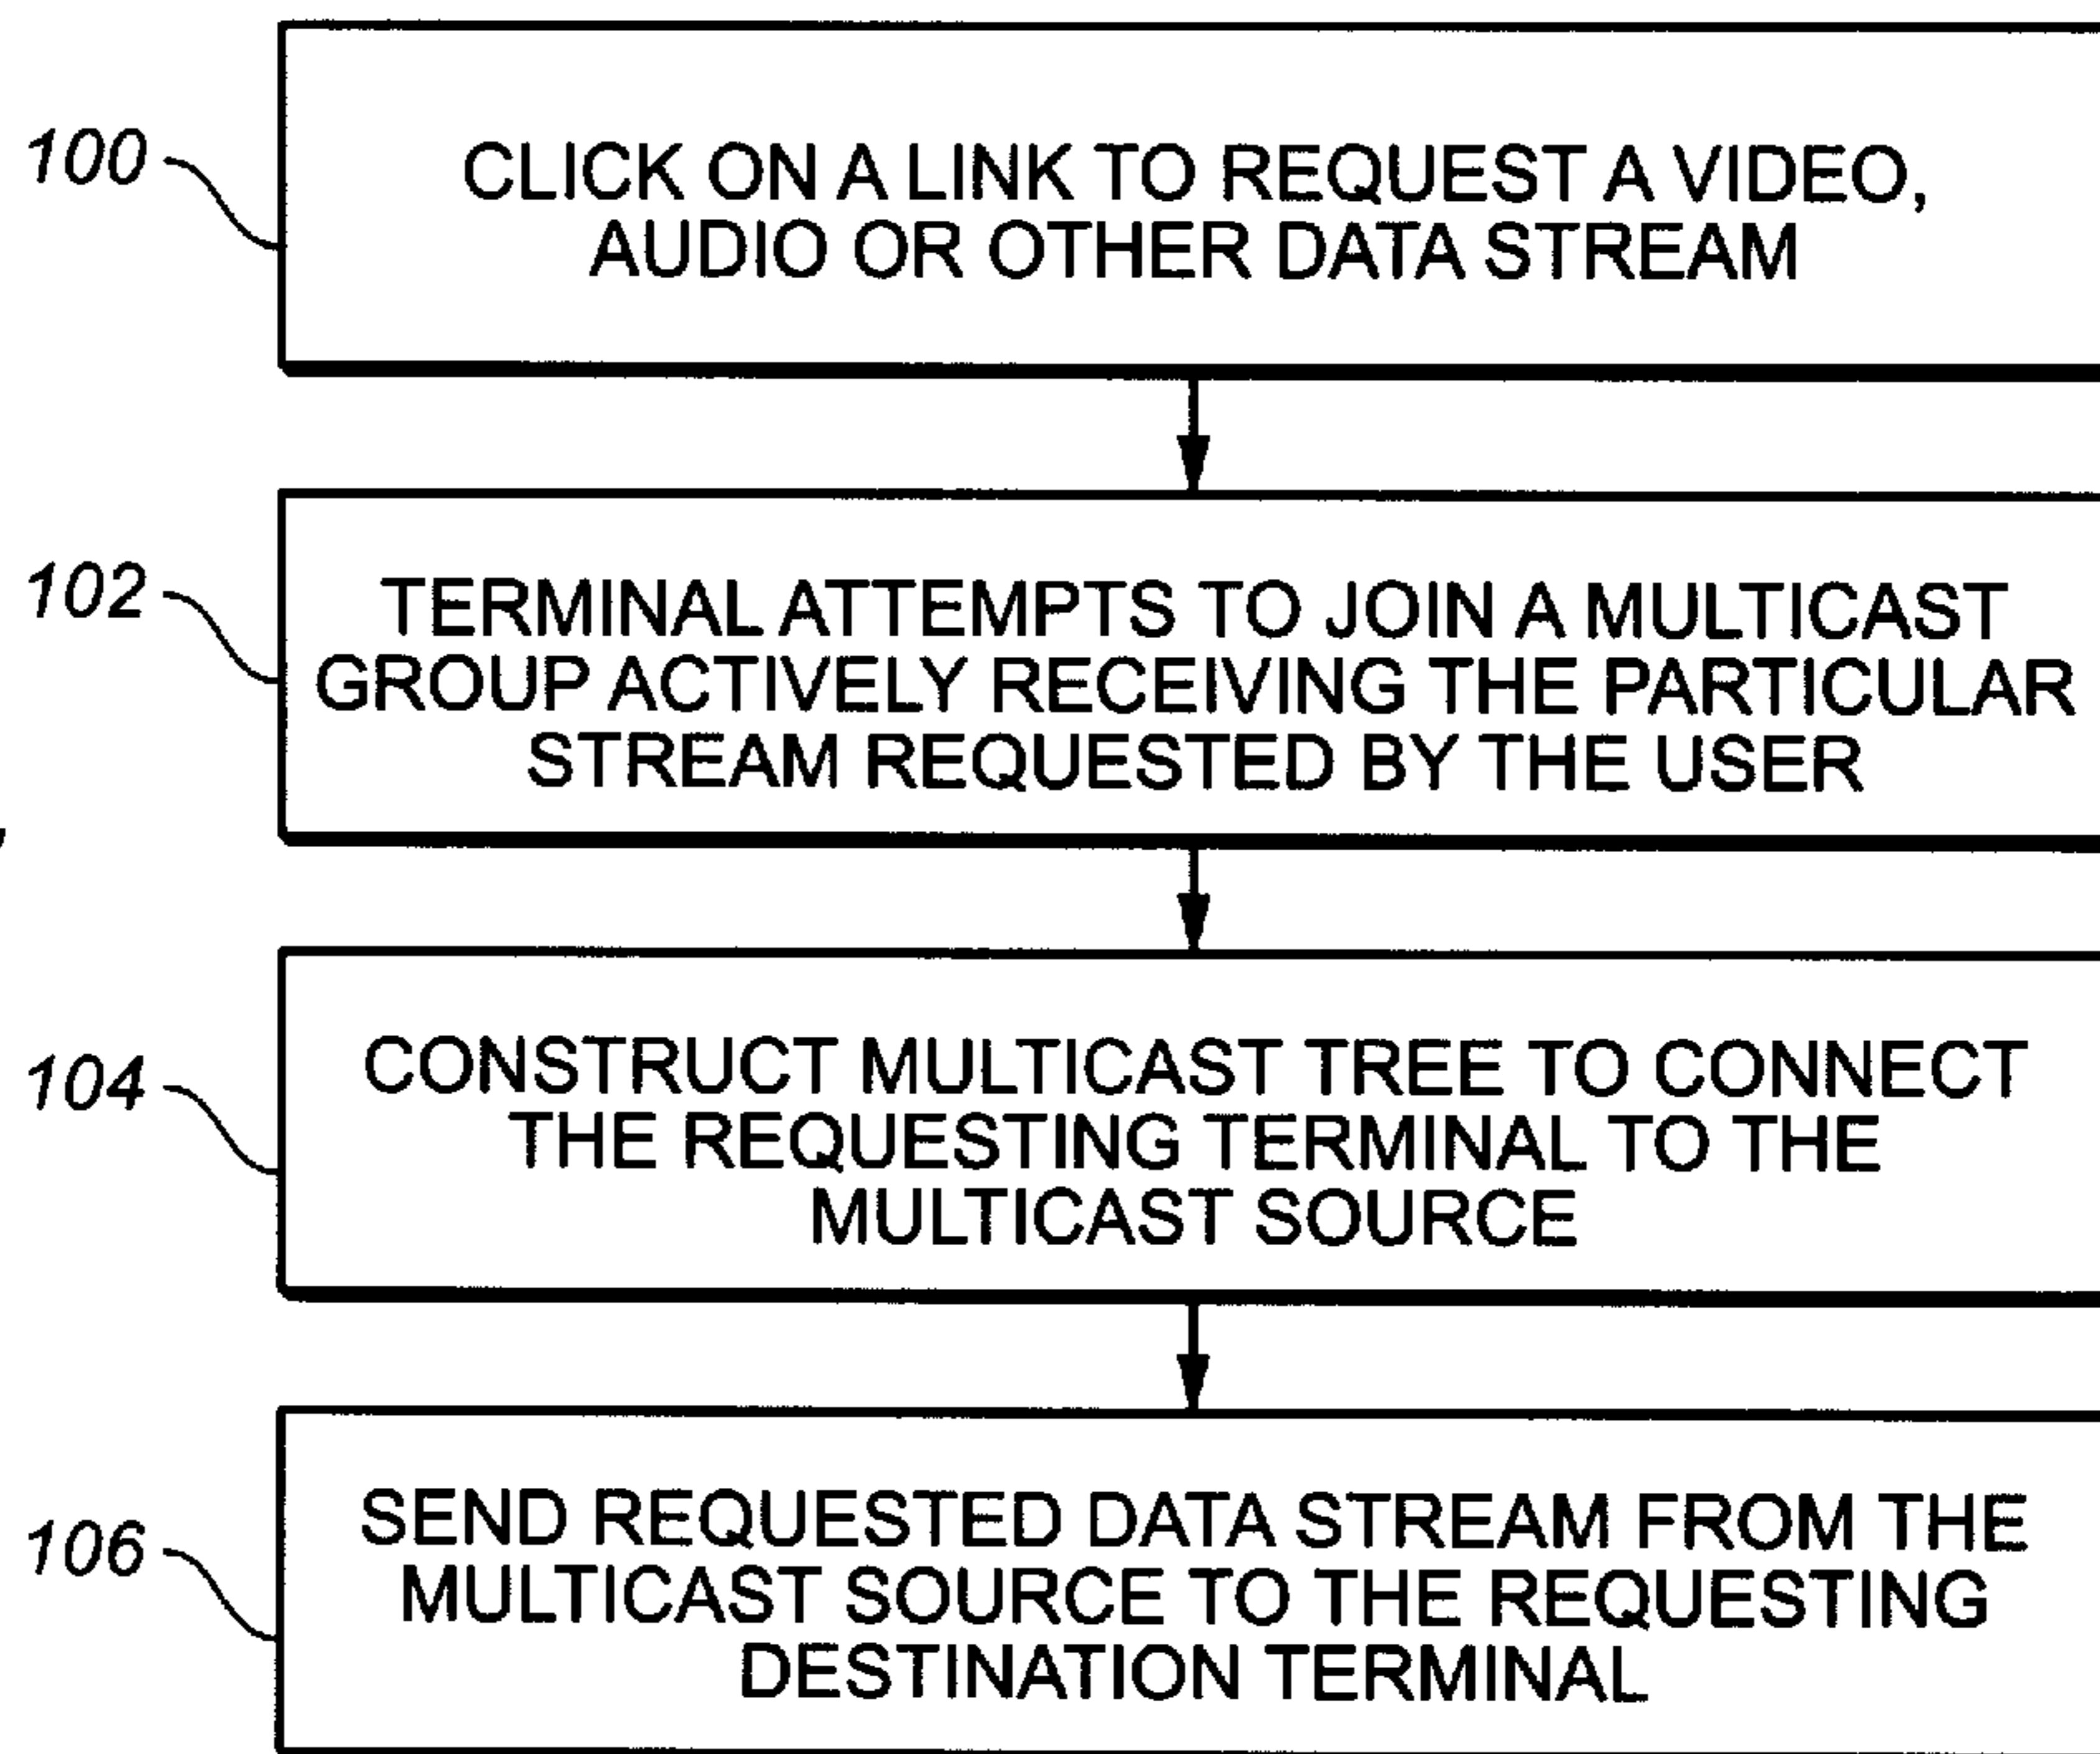 100
CLICK ON A LINK TO REQUEST A VIDEO,
AUDIO OR OTHER DATA STREAM
102
TERMINAL ATTEMPTS TO JOIN A MULTICAST
GROUP ACTIVELY RECEIVING THE PARTICULAR
STREAM REQUESTED BY THE USER
104
CONSTRUCT MULTICAST TREE TO CONNECT
THE REQUESTING TERMINAL TO THE
MULTICAST SOURCE
106
SEND REQUESTED DATA STREAM FROM THE
MULTICAST SOURCE TO THE REQUESTING
DESTINATION TERMINAL